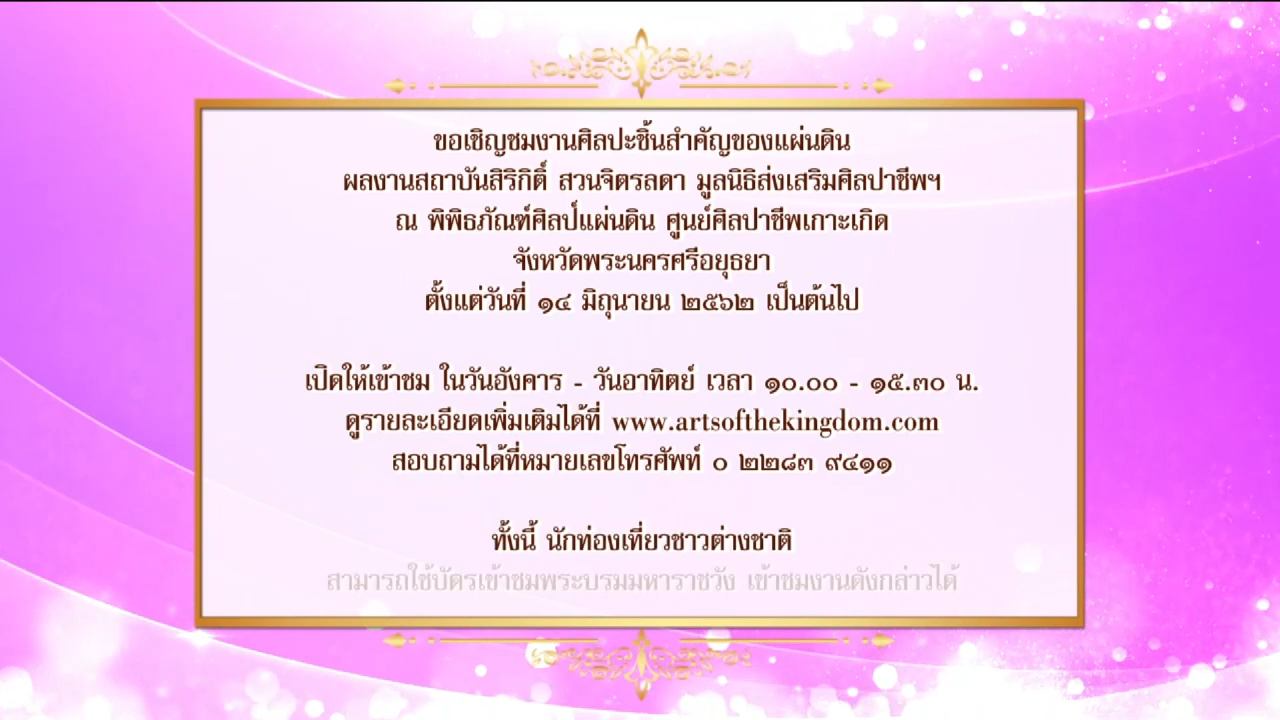 ขอเชิญชมงานศิลปะชิ้นสำคัญของแผ่นดิน
ผลงานสถาบันสิริกิติ์ สวนจิตรลดา มูลนิธิส่งเสริมศิลปาชีพฯ
ณ พิพิธภัณฑ์ศิลป์แผ่นดิน ศูนย์ศิลปาชีพเกาะเกิด
จังหวัดพระนครศรีอยุธยา
ตั้งแต่วันที่ ๑๔ มิถุนายน ๒๕๖๒ เป็นต้นไป
เปิดให้เข้าชม ในวันอังคาร - วันอาทิตย์ เวลา ๑๐.๐๐ - ๑๕.๓๐ น.
ดูรายละเอียดเพิ่มเติมได้ที่ www.artsofthekingdom.com
สอบถามได้ที่หมายเลขโทรศัพท์ ๐ ๒๒๘๓ ๙๔๑๑
ทั้งนี้ นักท่องเที่ยวชาวต่างชาติ
สามารถใช้บัตรเข้าชมพระบรมมหาราชวัง เข้าชมงานดังกล่าวได้